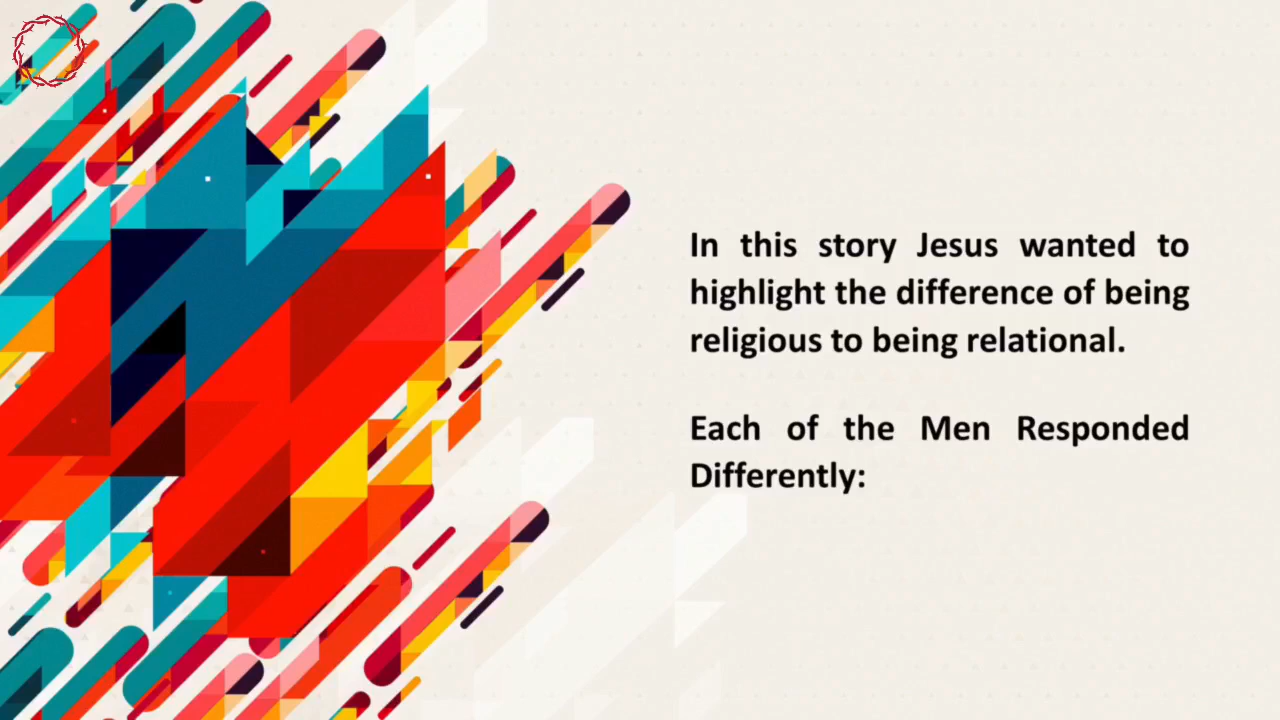 In this story Jesus wanted to
highlight the difference of being
religious to being relational.
Each of the Men Responded
Differently: